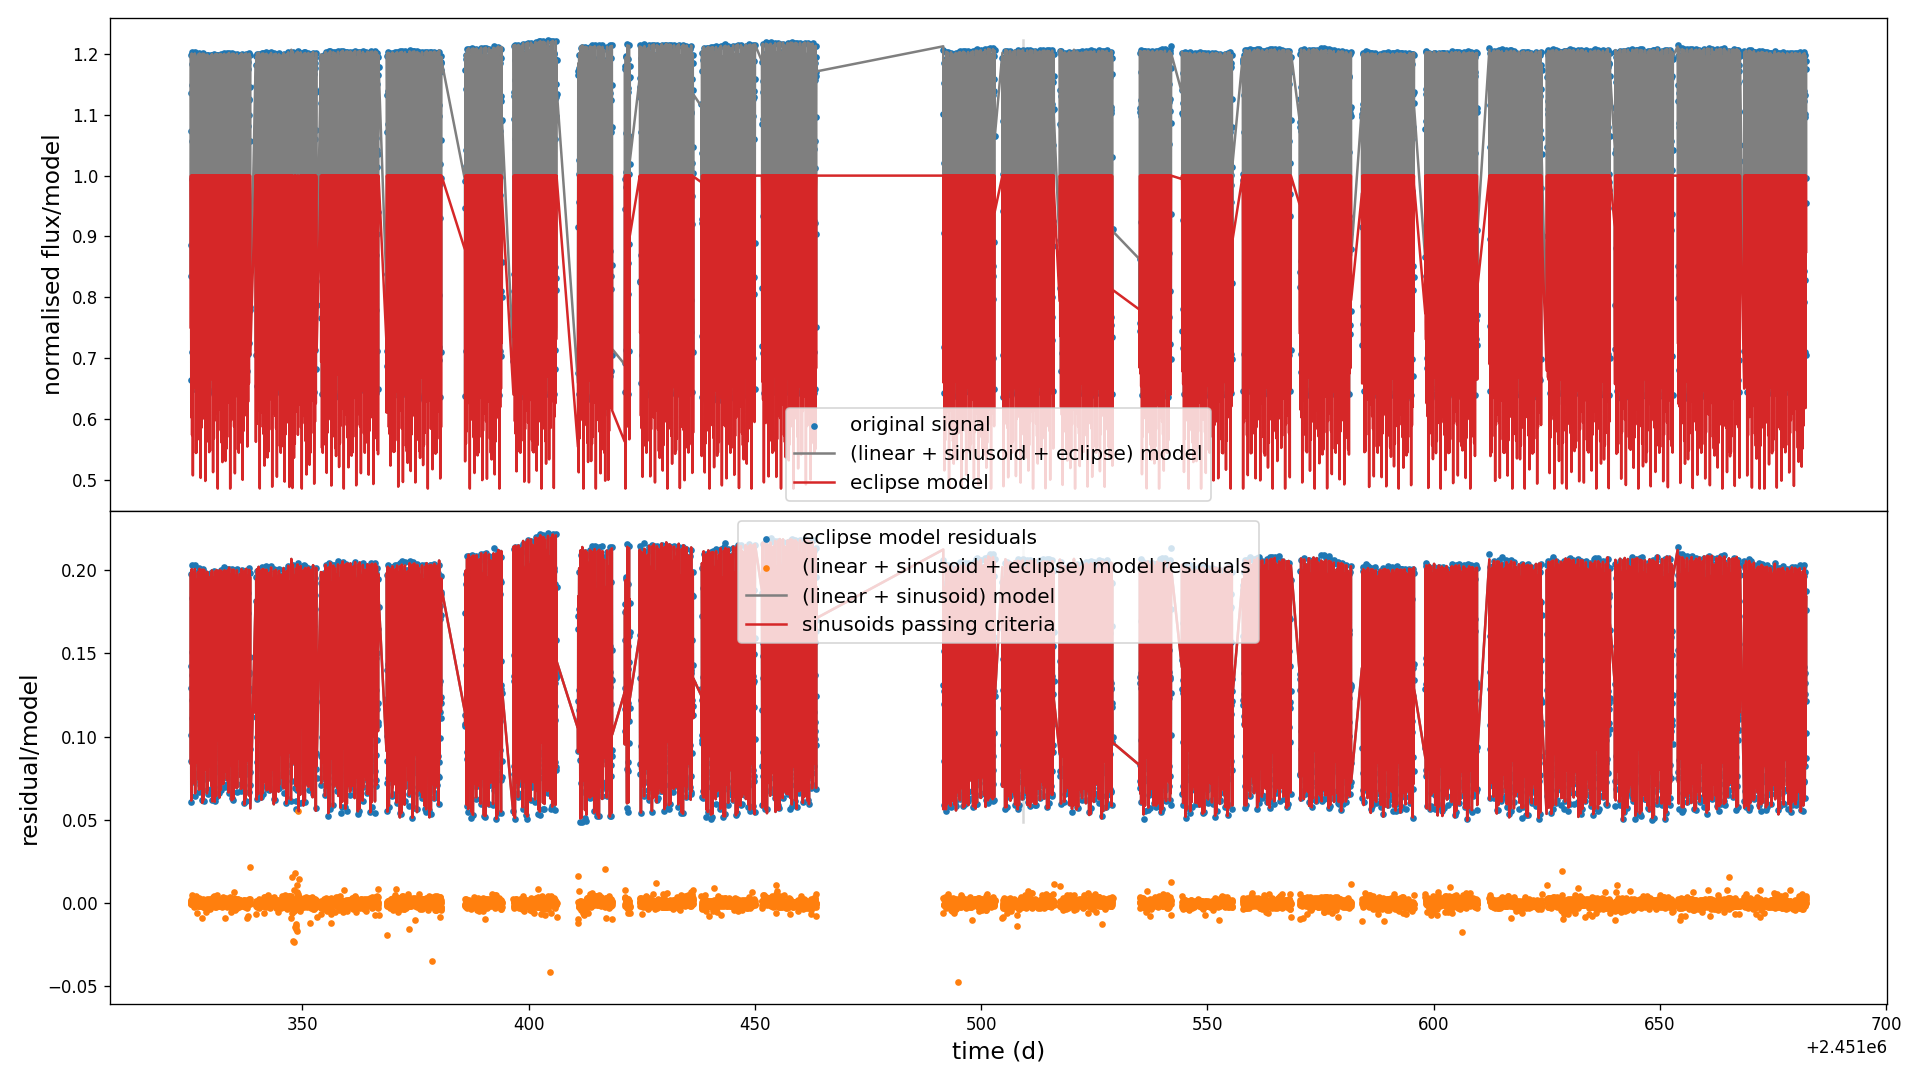 normalised flux/model
1.2
1.1
1.0
0.9
0.8
0.7
0.6
0.5
original signal
(linear + sinusoid + eclipse) model
eclipse model
residual/model
0.20
0.15
0.10
0.05
0.00
−0.05
eclipse model residuals
(linear + sinusoid + eclipse) model residuals
(linear + sinusoid) model
sinusoids passing criteria
350 400 450 500 550 600 650 700
time (d)
+2.451e6